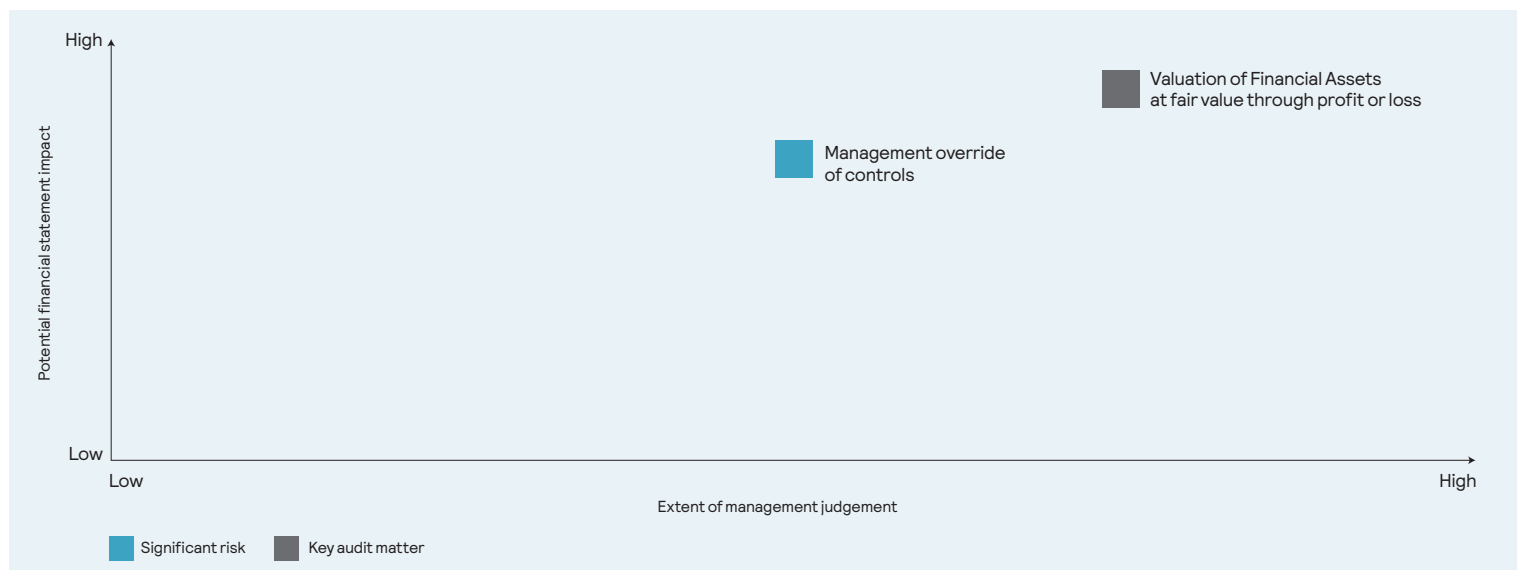 High
Valuation of Financial Assets
at fair value through profit or loss
Management override
of controls
Potential financial statement impact
Low
Low
High
Extent of management judgement
Significant risk
Key audit matter